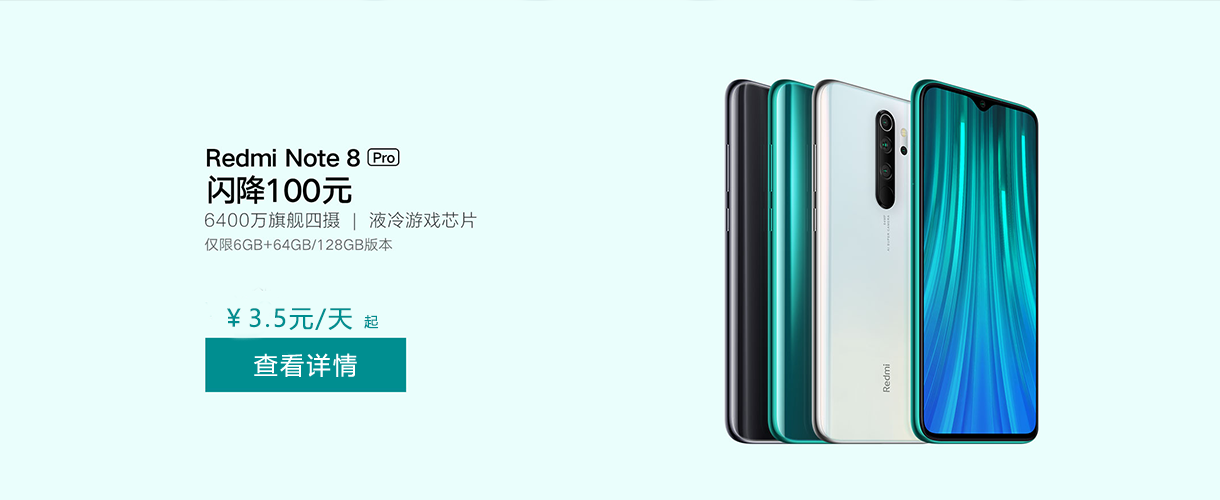 Redmi Note 8 Pro
闪降100元
6400万旗舰四摄 | 液冷游戏芯片
仅限6GB+64GB/128GB版本
¥ 3.5元/天 起
查看详情
Redmi